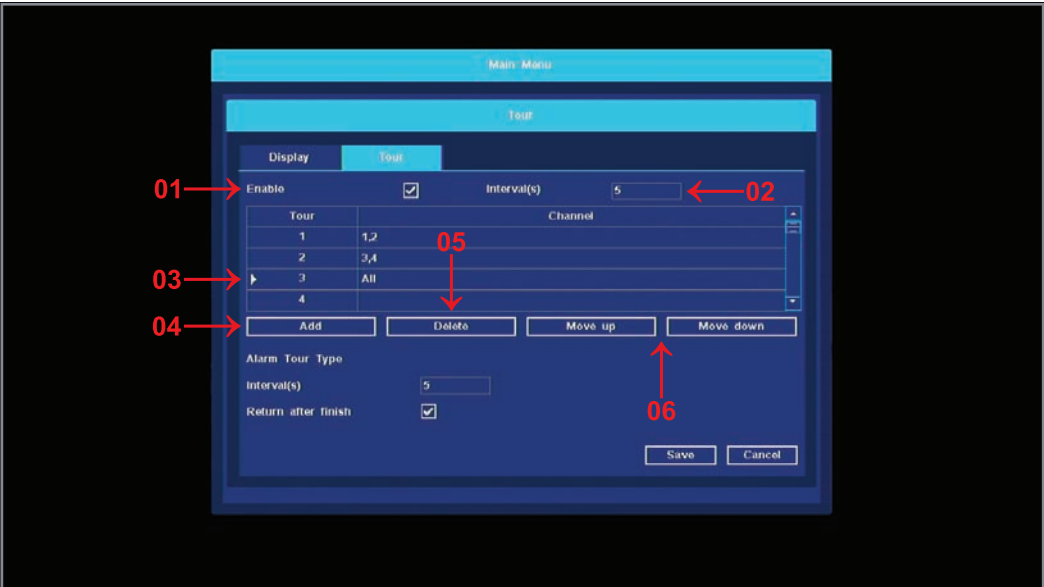 Main Menu
Tour
Display Tour
01 Enable Interval(s) 5 02
Tour Channel
1 1,2
05
2 3,4
03 3 All
4
04 Add Delete Move up Move down
Alarm Tour Type
Interval(s) 5
Return after finish 06
Save Cancel